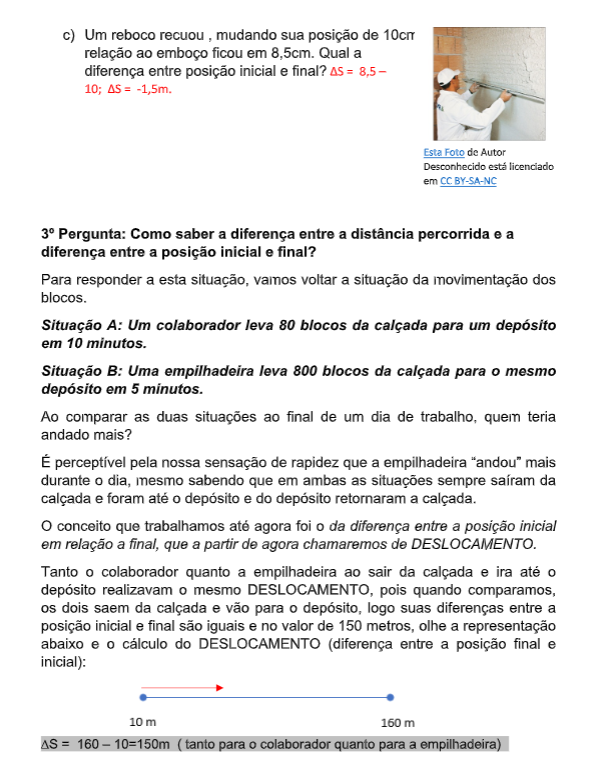 c) Um reboco recuou , mudando sua posição de 10cm
relação ao emboço ficou em 8,5cm. Qual a
diferença entre posição inicial e final? ΔS = 8,5 –
10; ΔS = -1,5m.
Esta Foto de Autor
Desconhecido está licenciado
em CC BY-SA-NC
3º Pergunta: Como saber a diferença entre a distância percorrida e a
diferença entre a posição inicial e final?
Para responder a esta situação, vamos voltar a situação da movimentação dos
blocos.
Situação A: Um colaborador leva 80 blocos da calçada para um depósito
em 10 minutos.
Situação B: Uma empilhadeira leva 800 blocos da calçada para o mesmo
depósito em 5 minutos.
Ao comparar as duas situações ao final de um dia de trabalho, quem teria
andado mais?
É perceptível pela nossa sensação de rapidez que a empilhadeira “andou” mais
durante o dia, mesmo sabendo que em ambas as situações sempre saíram da
calçada e foram até o depósito e do depósito retornaram a calçada.
O conceito que trabalhamos até agora foi o da diferença entre a posição inicial
em relação a final, que a partir de agora chamaremos de DESLOCAMENTO.
Tanto o colaborador quanto a empilhadeira ao sair da calçada e ira até o
depósito realizavam o mesmo DESLOCAMENTO, pois quando comparamos,
os dois saem da calçada e vão para o depósito, logo suas diferenças entre a
posição inicial e final são iguais e no valor de 150 metros, olhe a representação
abaixo e o cálculo do DESLOCAMENTO (diferença entre a posição final e
inicial):
10 m 160 m
ΔS = 160 – 10=150m ( tanto para o colaborador quanto para a empilhadeira)